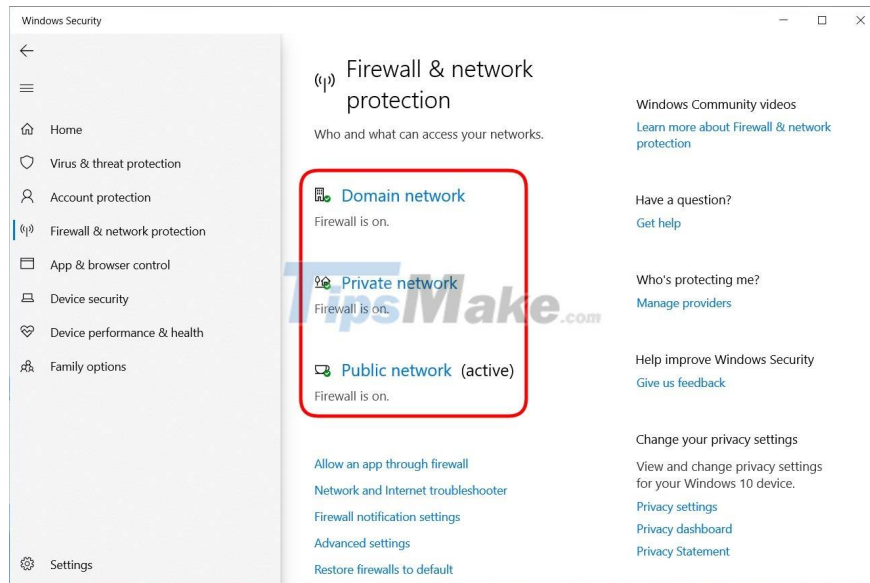 Windows Security
Home
Virus & threat protection
Account protection
Firewall & network protection
App & browser control
Device security
Device performance & health
Family options
Settings
Firewall & network
protection
Who and what can access your networks.
Domain network
Firewall is on.
Private network
Firewall is on.
Public network (active)
Firewall is on.
Allow an app through firewall
Network and Internet troubleshooter
Firewall notification settings
Advanced settings
Restore firewalls to default
Windows Community videos
Learn more about Firewall & network
protection
Have a question?
Get help
Who's protecting me?
Manage providers
Help improve Windows Security
Give us feedback
Change your privacy settings
View and change privacy settings
for your Windows 10 device.
Privacy settings
Privacy dashboard
Privacy Statement
TipsMake.com